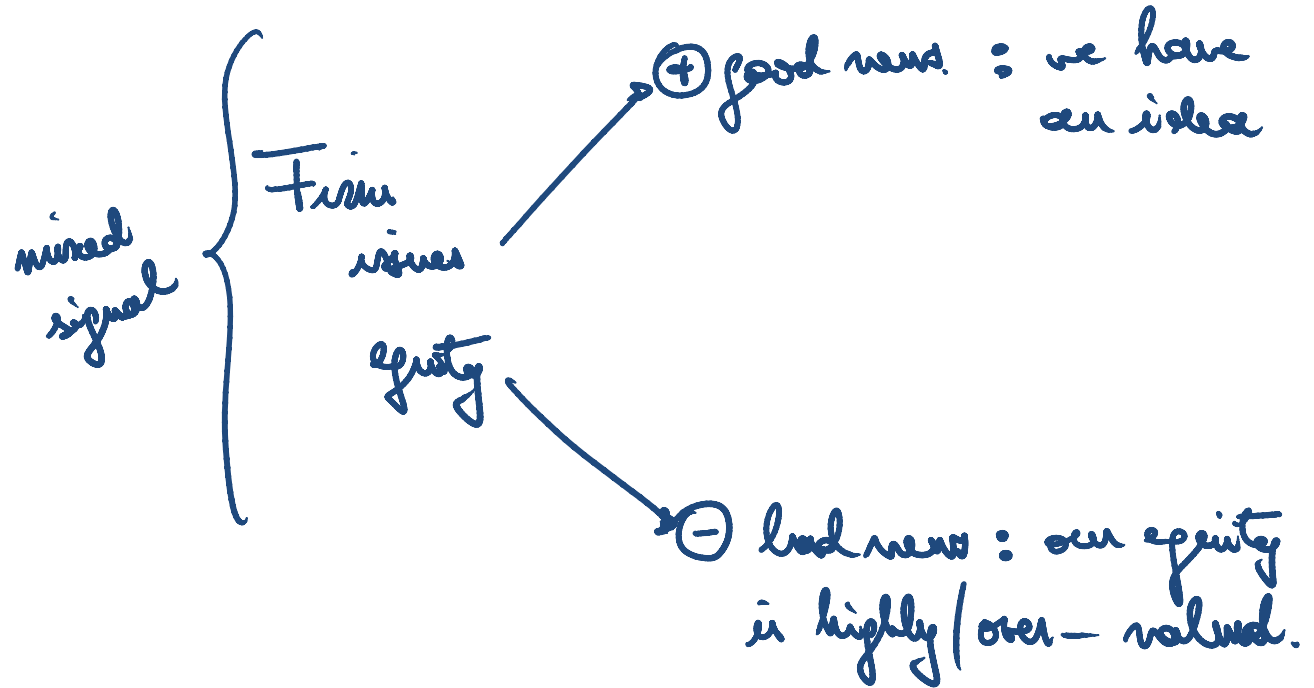 mixed
signal
Firm
issues
equity
+ good news : we have
an idea
- bad news : our equity
is highly/over-valued.